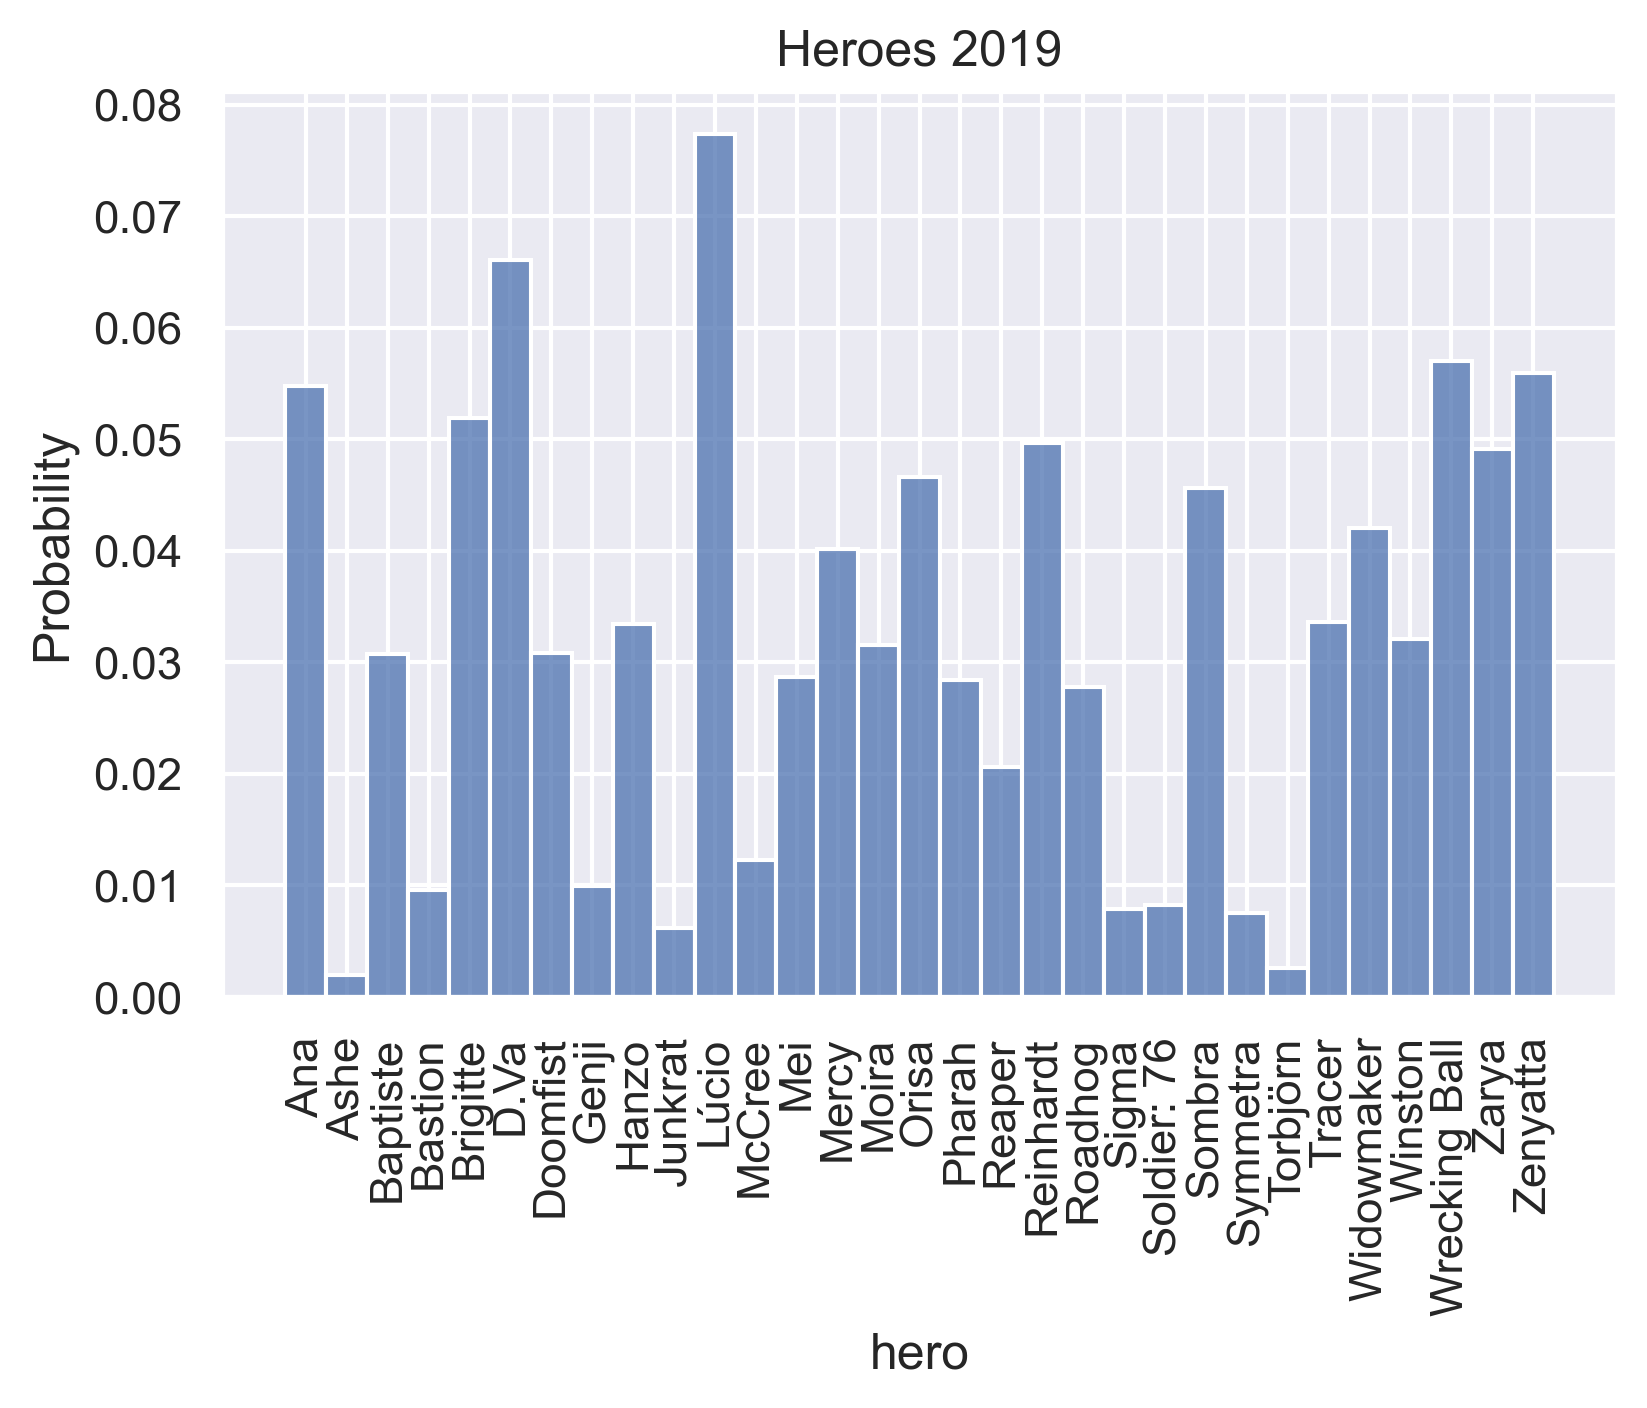 Heroes 2019
Probability
0.08
0.07
0.06
0.05
0.04
0.03
0.02
0.01
0.00
Ana
Ashe
Baptiste
Bastion
Brigitte
D.Va
Doomfist
Genji
Hanzo
Junkrat
Lúcio
McCree
Mei
Mercy
Moira
Orisa
Pharah
Reaper
Reinhardt
Roadhog
Sigma
Soldier: 76
Sombra
Symmetra
Torbjörn
Tracer
Widowmaker
Winston
Wrecking Ball
Zarya
Zenyatta
hero